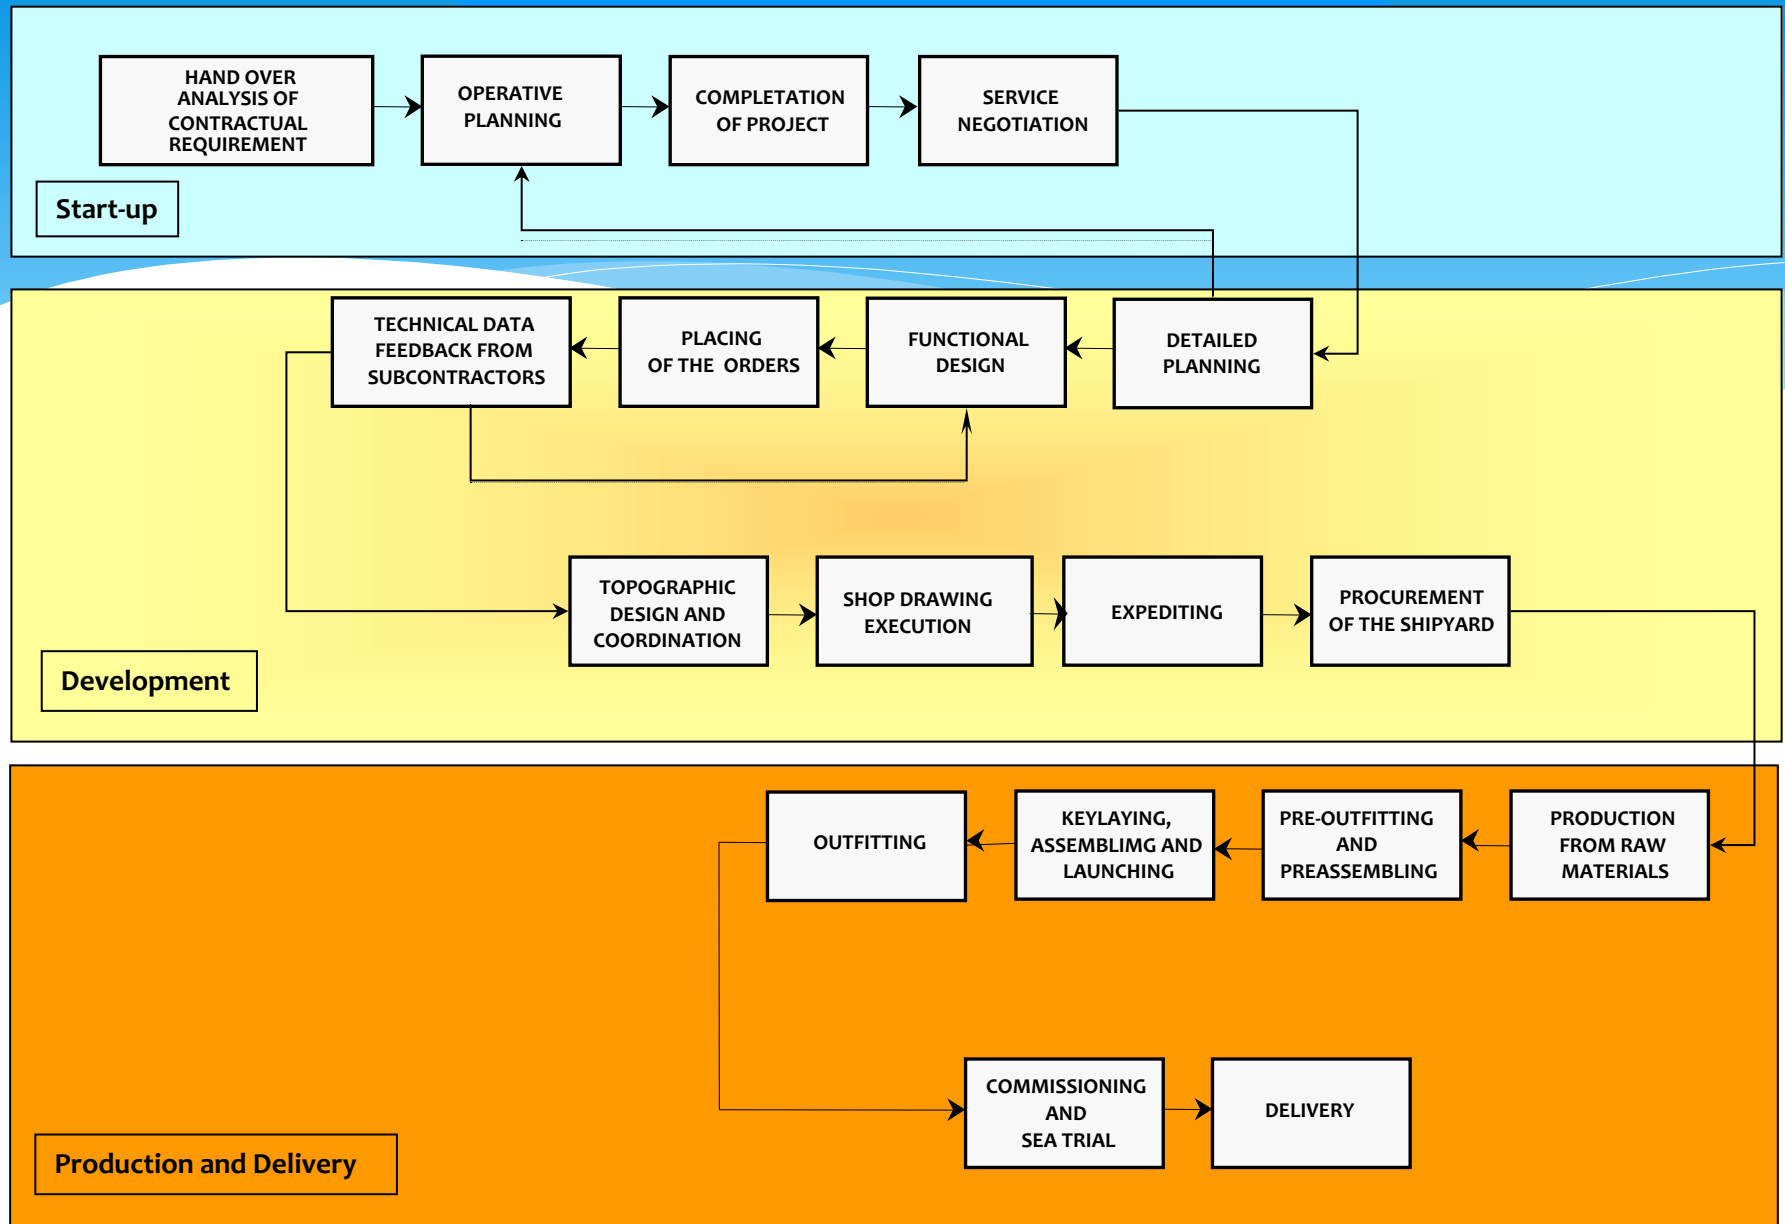 HAND OVER
ANALYSIS OF
CONTRACTUAL
REQUIREMENT
OPERATIVE
PLANNING
COMPLETATION
OF PROJECT
SERVICE
NEGOTIATION
Start-up
TECHNICAL DATA
FEEDBACK FROM
SUBCONTRACTORS
PLACING
OF THE ORDERS
FUNCTIONAL
DESIGN
DETAILED
PLANNING
TOPOGRAPHIC
DESIGN AND
COORDINATION
SHOP DRAWING
EXECUTION
EXPEDITING
PROCUREMENT
OF THE SHIPYARD
Development
OUTFITTING
KEYLAYING,
ASSEMBLIMG AND
LAUNCHING
PRE-OUTFITTING
AND
PREASSEMBLING
PRODUCTION
FROM RAW
MATERIALS
COMMISSIONING
AND
SEA TRIAL
DELIVERY
Production and Delivery